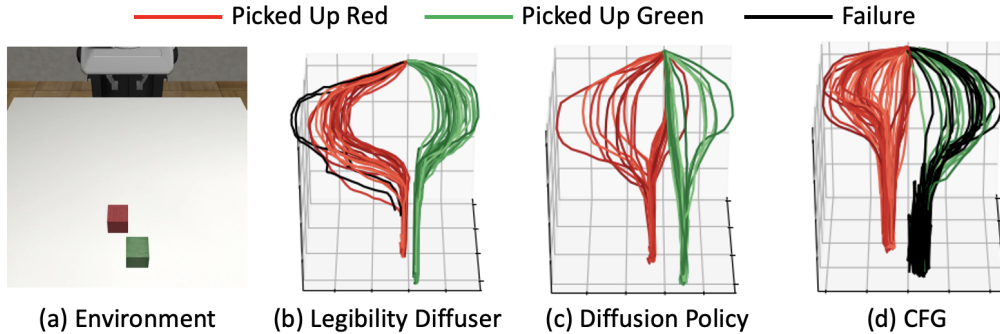 Picked Up Red Picked Up Green Failure
(a) Environment (b) Legibility Diffuser (c) Diffusion Policy (d) CFG